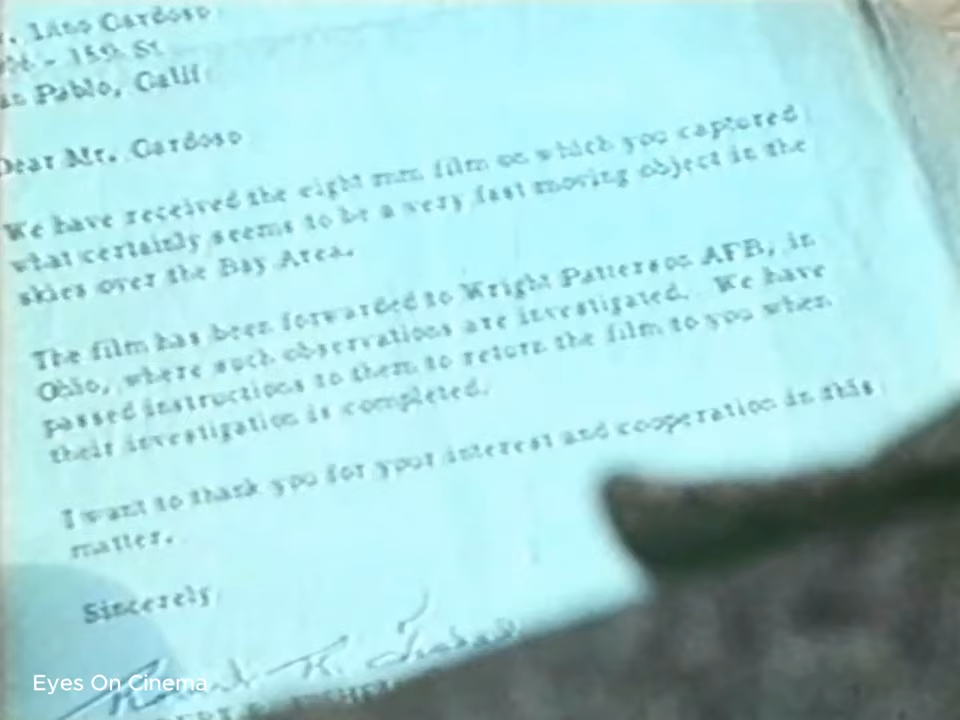 Lino Cardoso
15th St.
Pablo, Calif
Dear Mr. Cardoso
We have received the eight mm film on which you captured
what certainly seems to be a very fast moving object in the
skies over the Bay Area.
The film has been forwarded to Wright Patterson AFB, in
Ohio, where such observations are investigated. We have
passed instructions to them to return the film to you when
their investigation is completed.
I want to thank you for your interest and cooperation in this
matter.
Sincerely
Eyes On Cinema